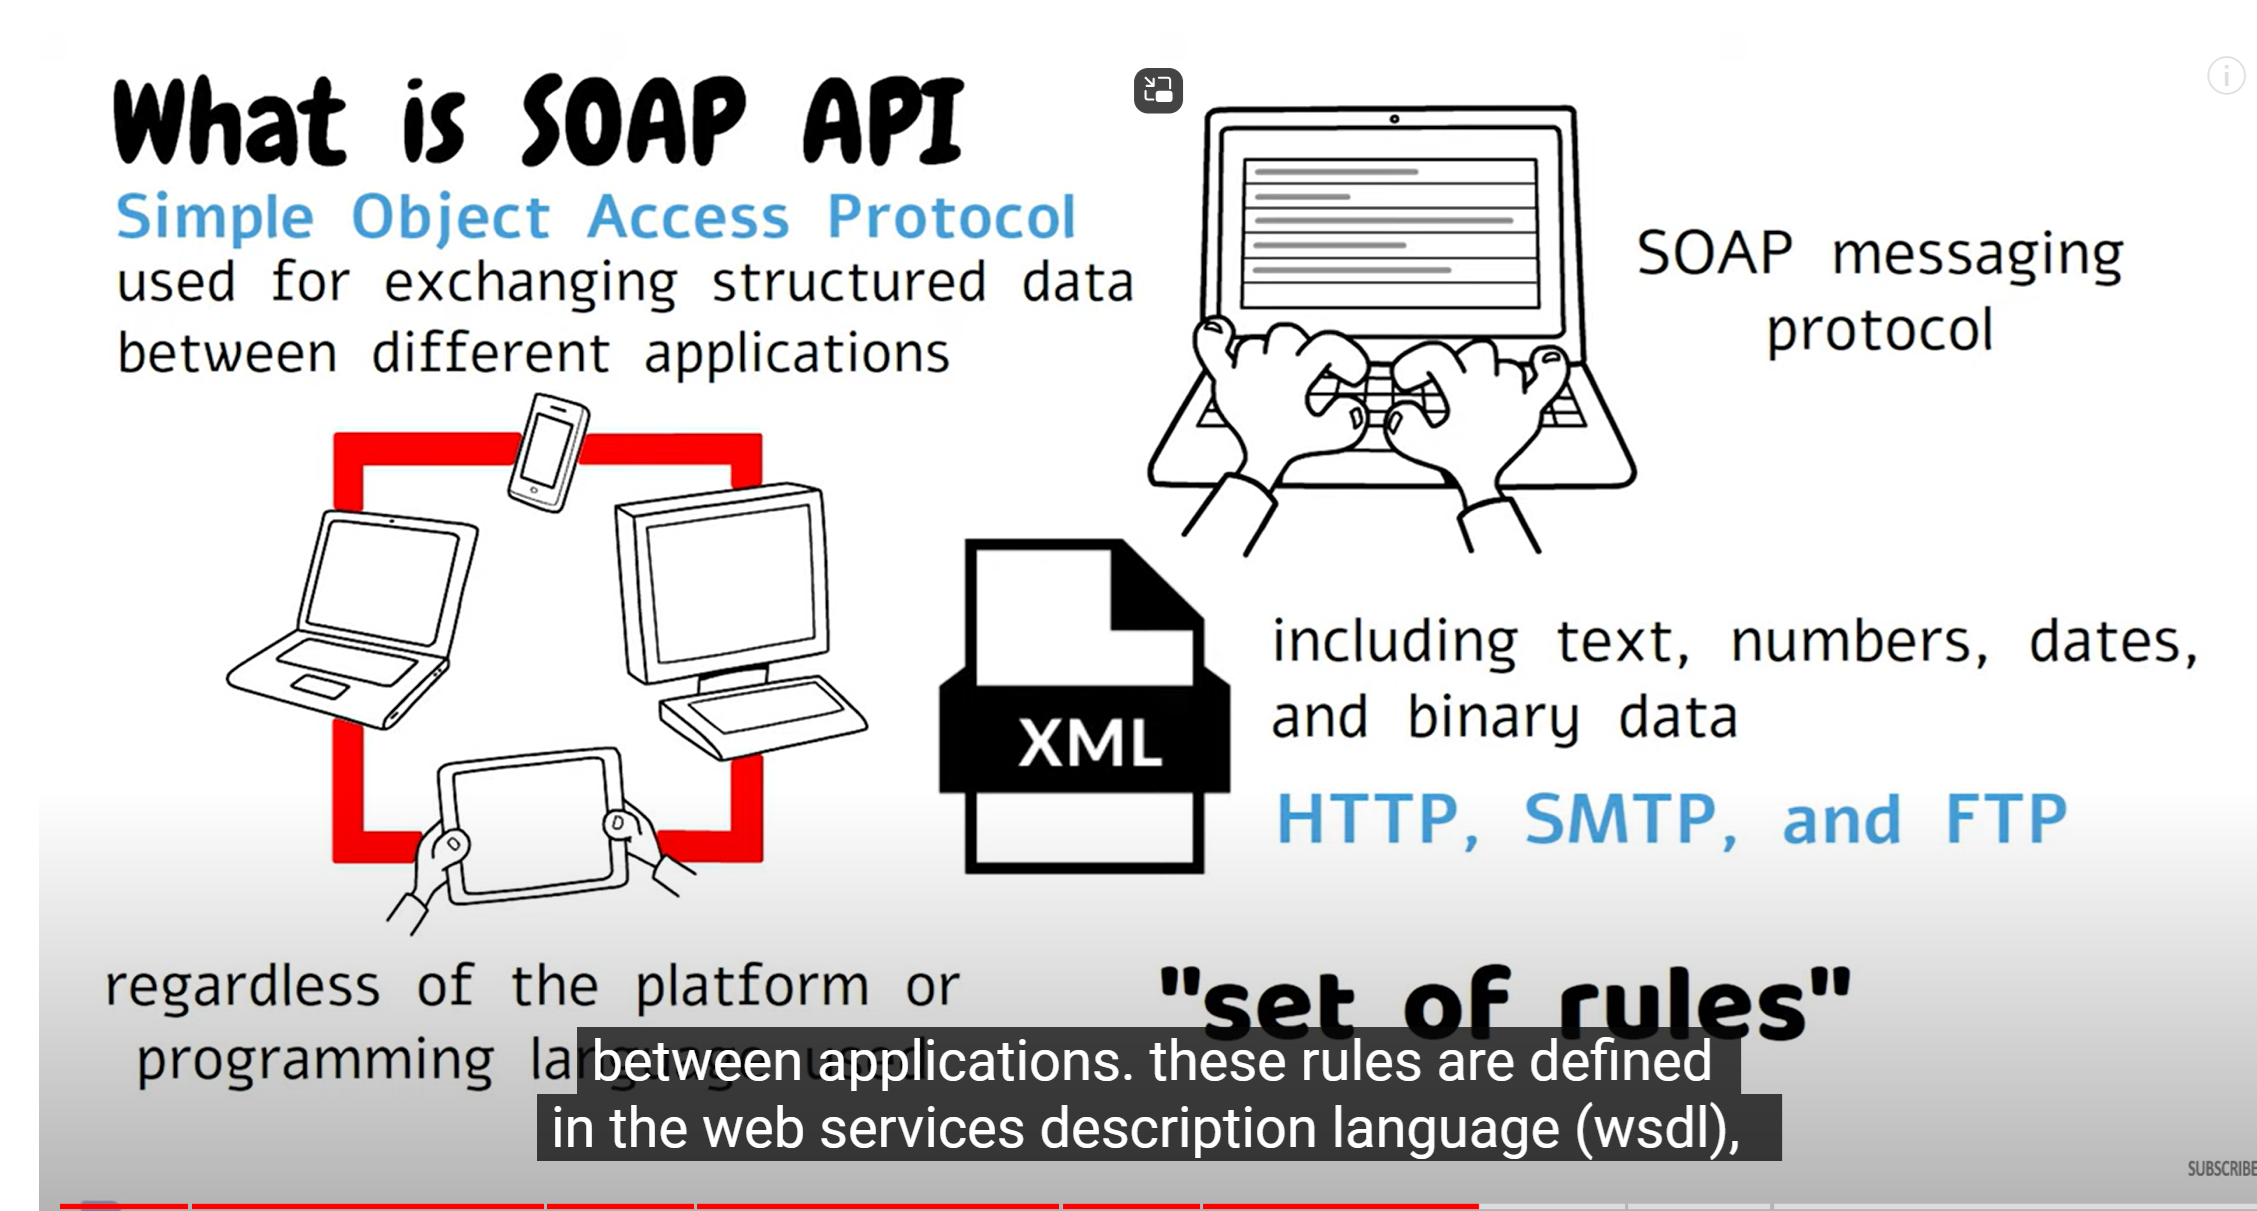 What is SOAP API
Simple Object Access Protocol
used for exchanging structured data
between different applications
SOAP messaging
protocol
XML
including text, numbers, dates,
and binary data
HTTP, SMTP, and FTP
regardless of the platform or
programming language used
"set of rules"
between applications. these rules are defined
in the web services description language (wsdl),
SUBSCRIBE